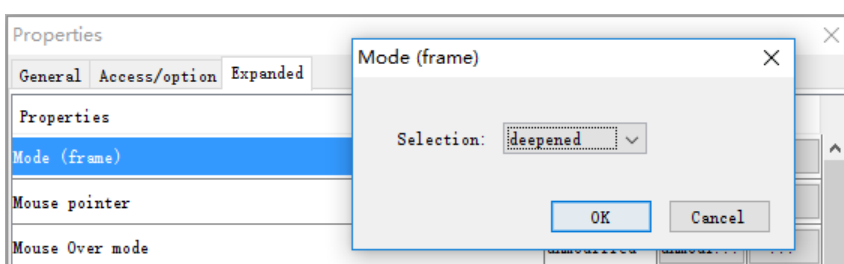 Properties
Mode (frame)
General Access/option Expanded
Properties
Selection: deepened
Mode (frame)
Mouse pointer
OK Cancel
Mouse Over mode